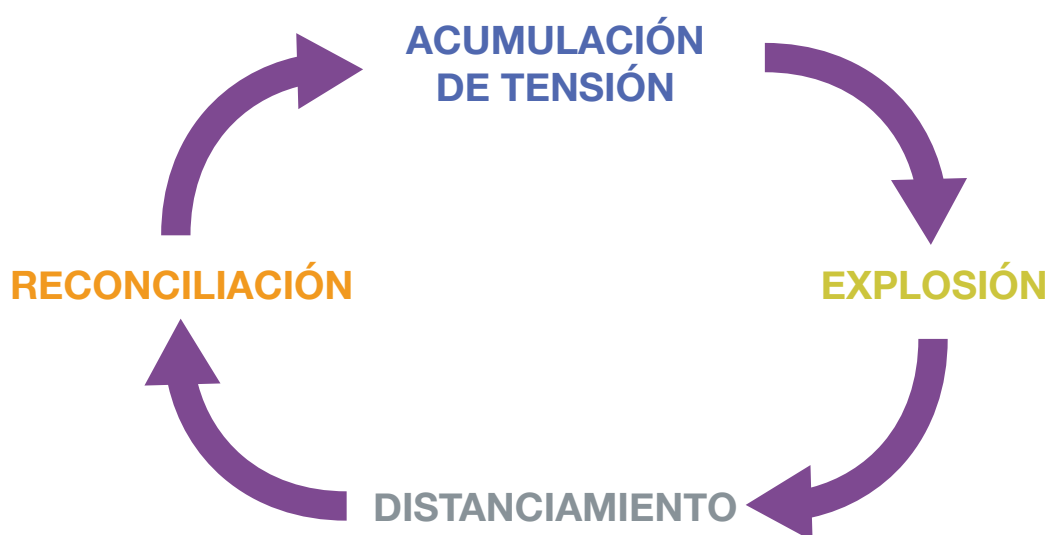 ACUMULACIÓN
DE TENSIÓN
RECONCILIACIÓN
EXPLOSIÓN
DISTANCIAMIENTO